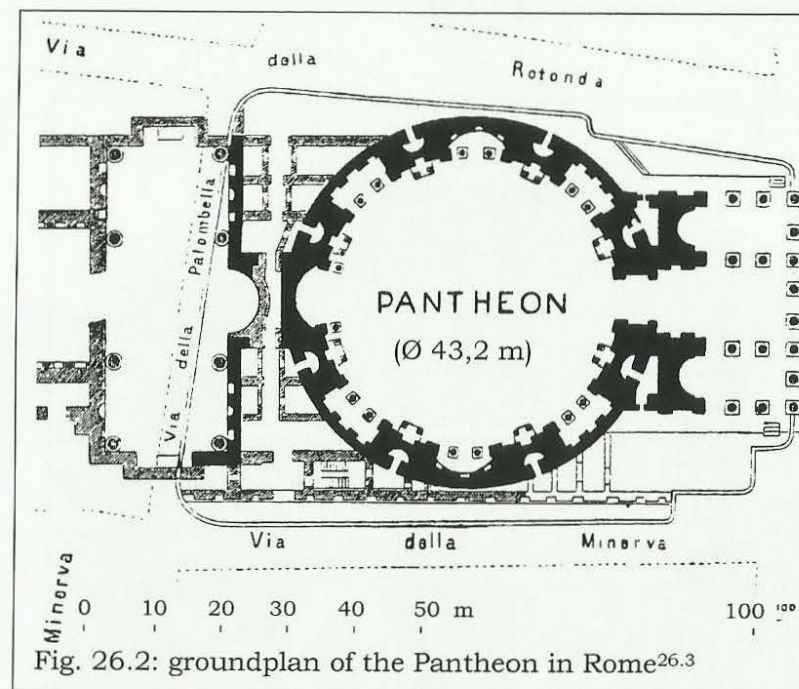 Via della Rotonda
Via della Palombella
PANTHEON
(Ø 43,2 m)
Via della Minerva
Minerva
0 10 20 30 40 50 m 100 100
Fig. 26.2: groundplan of the Pantheon in Rome26.3